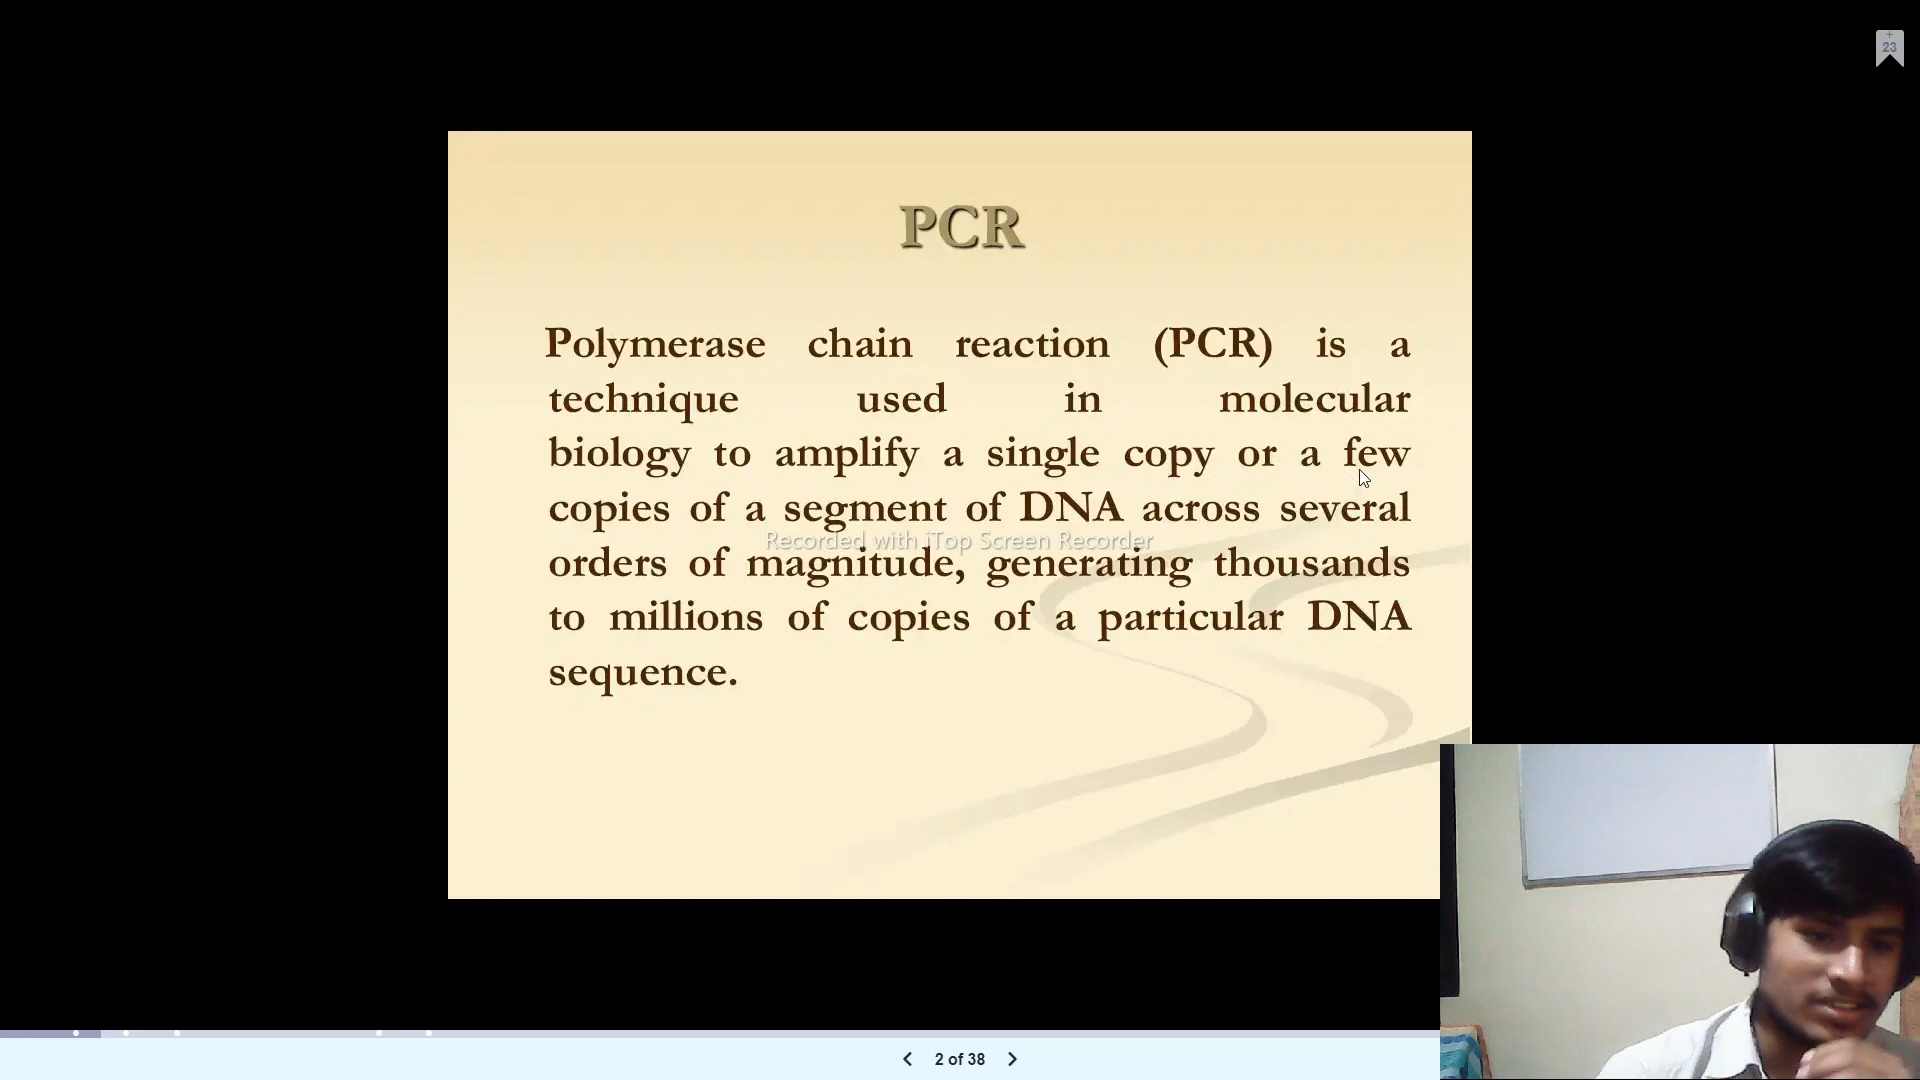 +
23
PCR
Polymerase chain reaction (PCR) is a
technique used in molecular
biology to amplify a single copy or a few
copies of a segment of DNA across several
Recorded with iTop Screen Recorder
orders of magnitude, generating thousands
to millions of copies of a particular DNA
sequence.
2 of 38